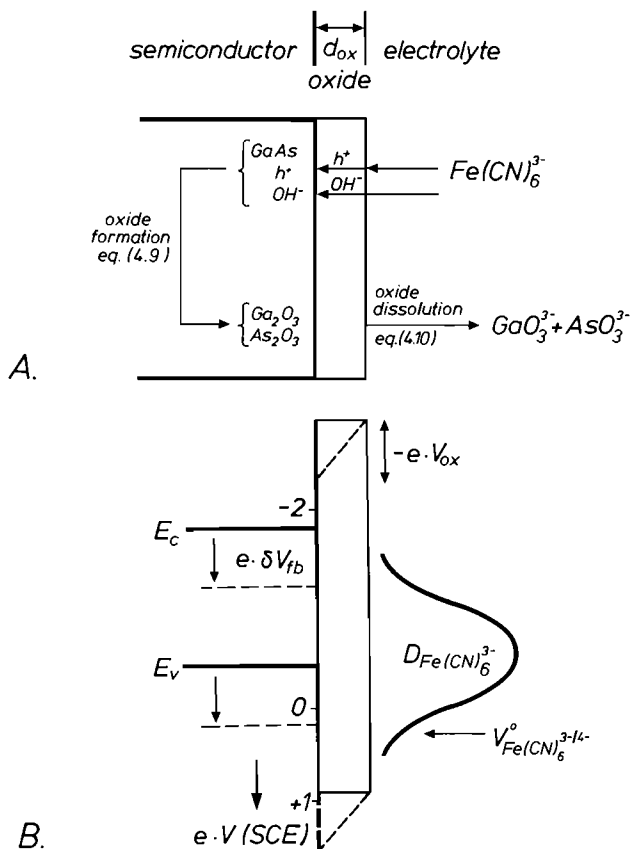 semiconductor
d_ox
oxide
electrolyte
GaAs
h⁺
OH⁻
h⁺
OH⁻
Fe(CN)₆³⁻
oxide
formation
eq. (4.9)
Ga₂O₃
As₂O₃
oxide
dissolution
eq.(4.10)
GaO₃³⁻ + AsO₃³⁻
A.
-e·V_ox
-2
E_c
e·δV_fb
D_Fe(CN)₆³⁻
E_v
0
V°_Fe(CN)₆^3-/4-
+1
e·V (SCE)
B.